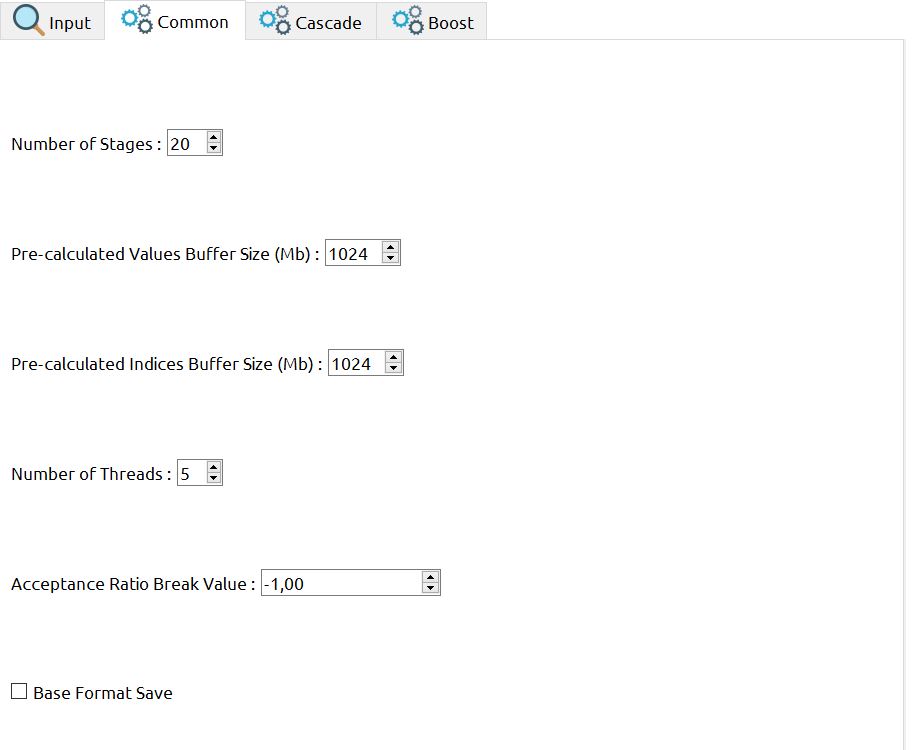 Input Common Cascade Boost
Number of Stages : 20
Pre-calculated Values Buffer Size (Mb) : 1024
Pre-calculated Indices Buffer Size (Mb) : 1024
Number of Threads : 5
Acceptance Ratio Break Value : -1,00
Base Format Save